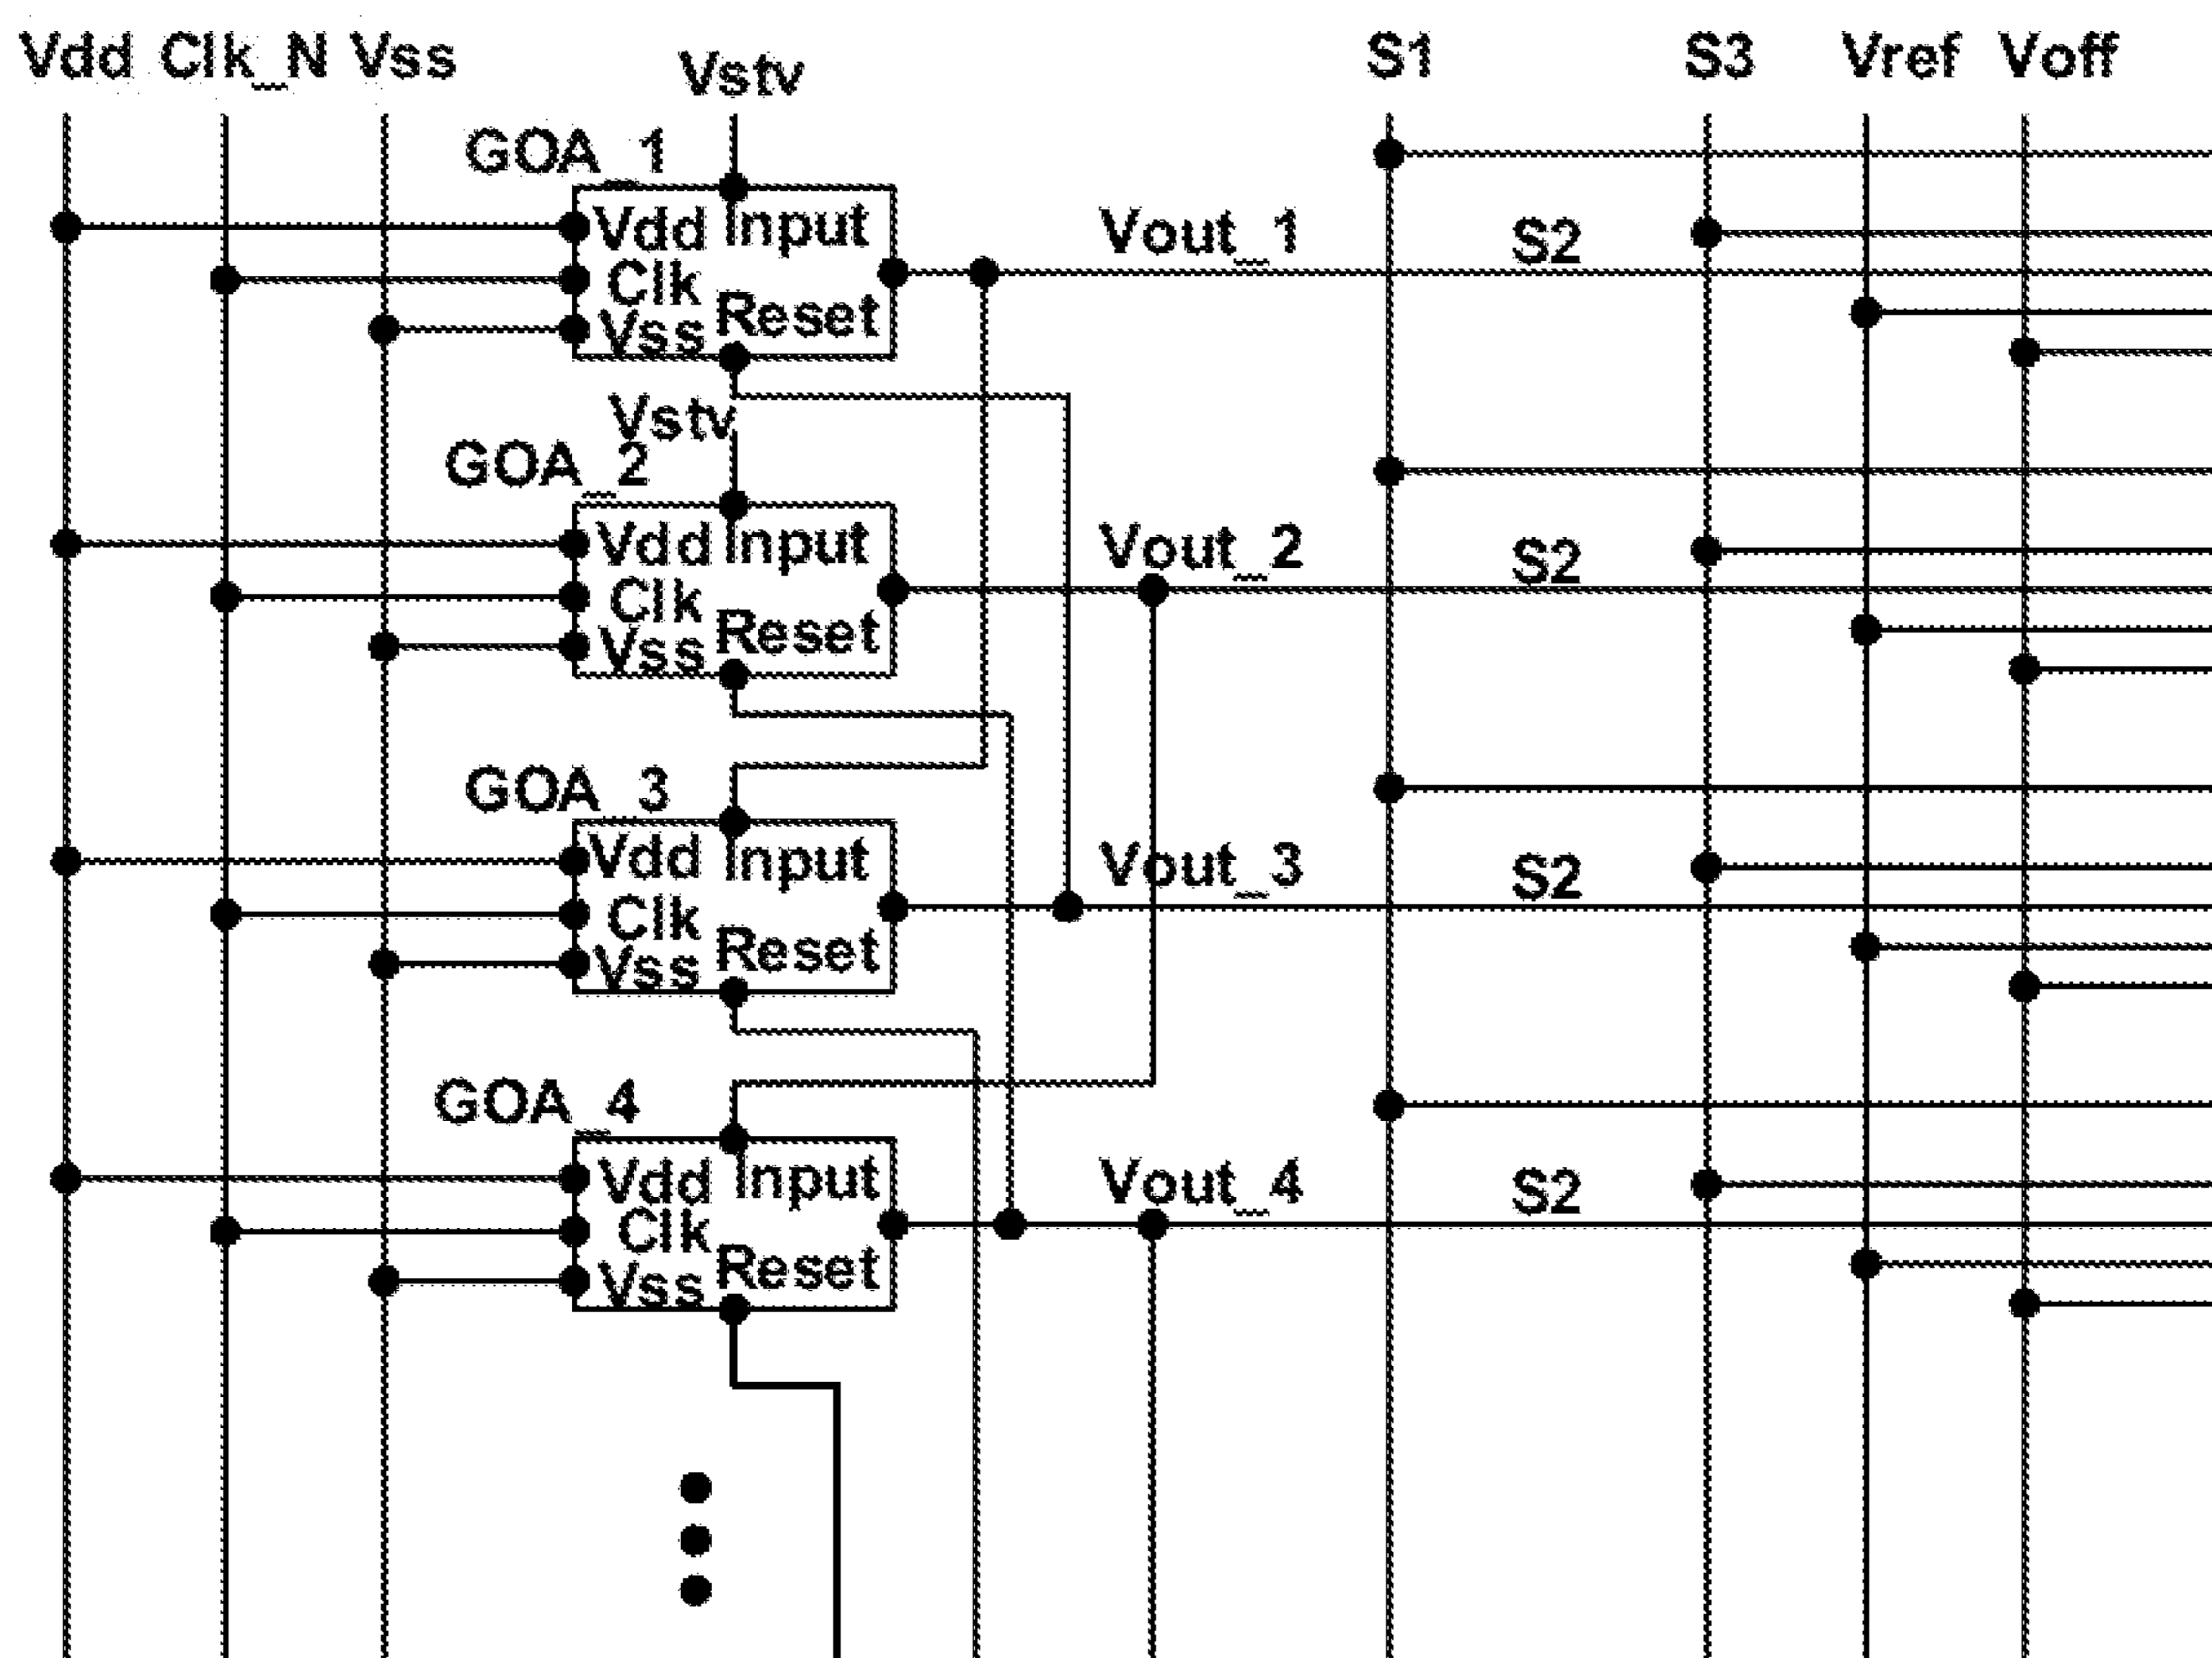 Vdd Clk_N Vss Vstv S1 S3 Vref Voff
GOA_1
Vdd Input
Clk
Vss Reset
Vout_1 S2
Vstv
GOA_2
Vdd Input
Clk
Vss Reset
Vout_2 S2
GOA_3
Vdd Input
Clk
Vss Reset
Vout_3 S2
GOA_4
Vdd Input
Clk
Vss Reset
Vout_4 S2